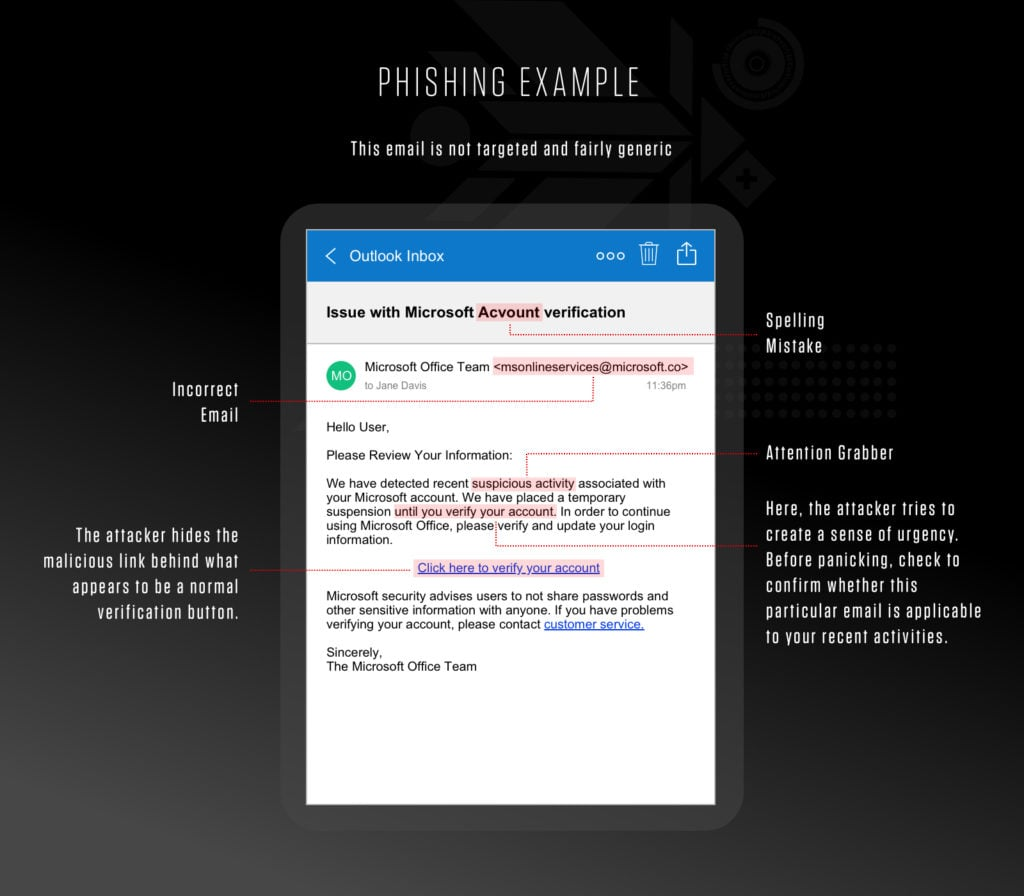 PHISHING EXAMPLE
This email is not targeted and fairly generic
Outlook Inbox
Issue with Microsoft Acvount verification
Spelling
Mistake
MO
Microsoft Office Team <msonlineservices@microsoft.co>
to Jane Davis
11:36pm
Incorrect
Email
Hello User,
Please Review Your Information:
Attention Grabber
We have detected recent suspicious activity associated with
your Microsoft account. We have placed a temporary
suspension until you verify your account. In order to continue
using Microsoft Office, please verify and update your login
information.
Here, the attacker tries to
create a sense of urgency.
Before panicking, check to
confirm whether this
particular email is applicable
to your recent activities.
The attacker hides the
malicious link behind what
appears to be a normal
verification button.
Click here to verify your account
Microsoft security advises users to not share passwords and
other sensitive information with anyone. If you have problems
verifying your account, please contact customer service.
Sincerely,
The Microsoft Office Team